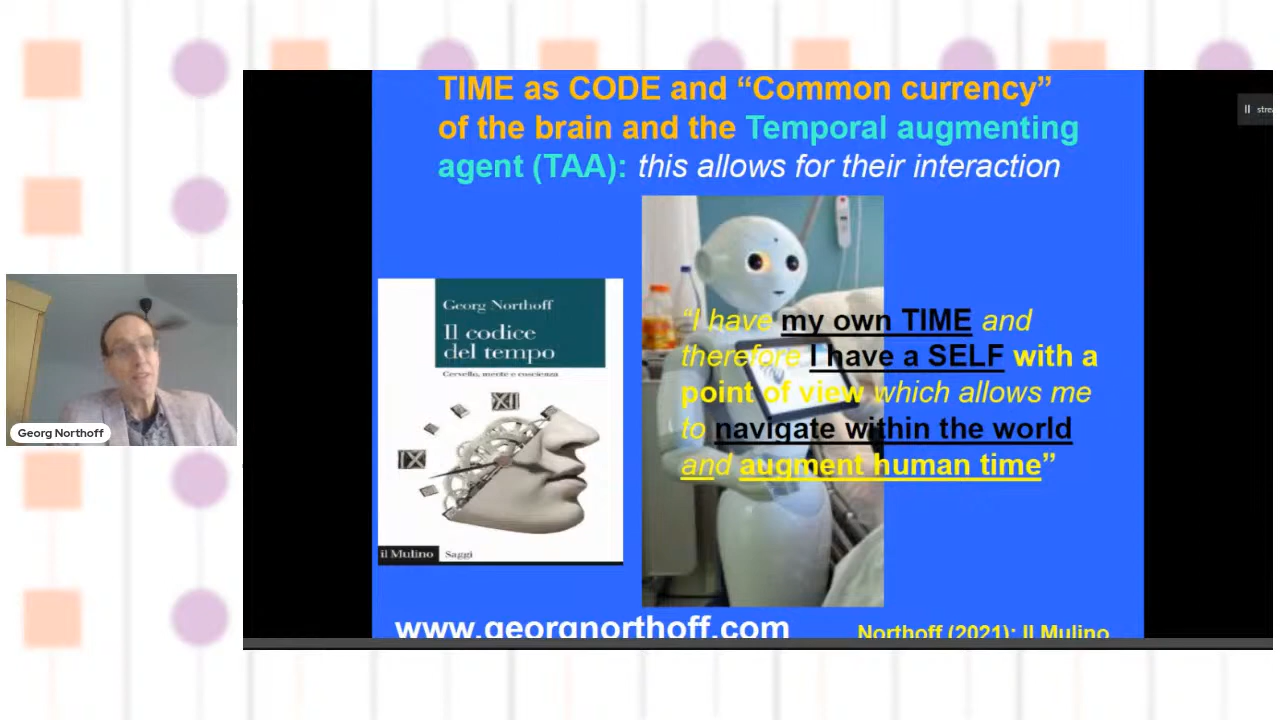 TIME as CODE and “Common currency”
of the brain and the Temporal augmenting
agent (TAA): this allows for their interaction
Georg Northoff
Il codice
del tempo
Cervello, mente e coscienza
XII
IX
il Mulino Saggi
“I have my own TIME and
therefore I have a SELF with a
point of view which allows me
to navigate within the world
and augment human time”
www.georgnorthoff.com
Northoff (2021): Il Mulino
Georg Northoff